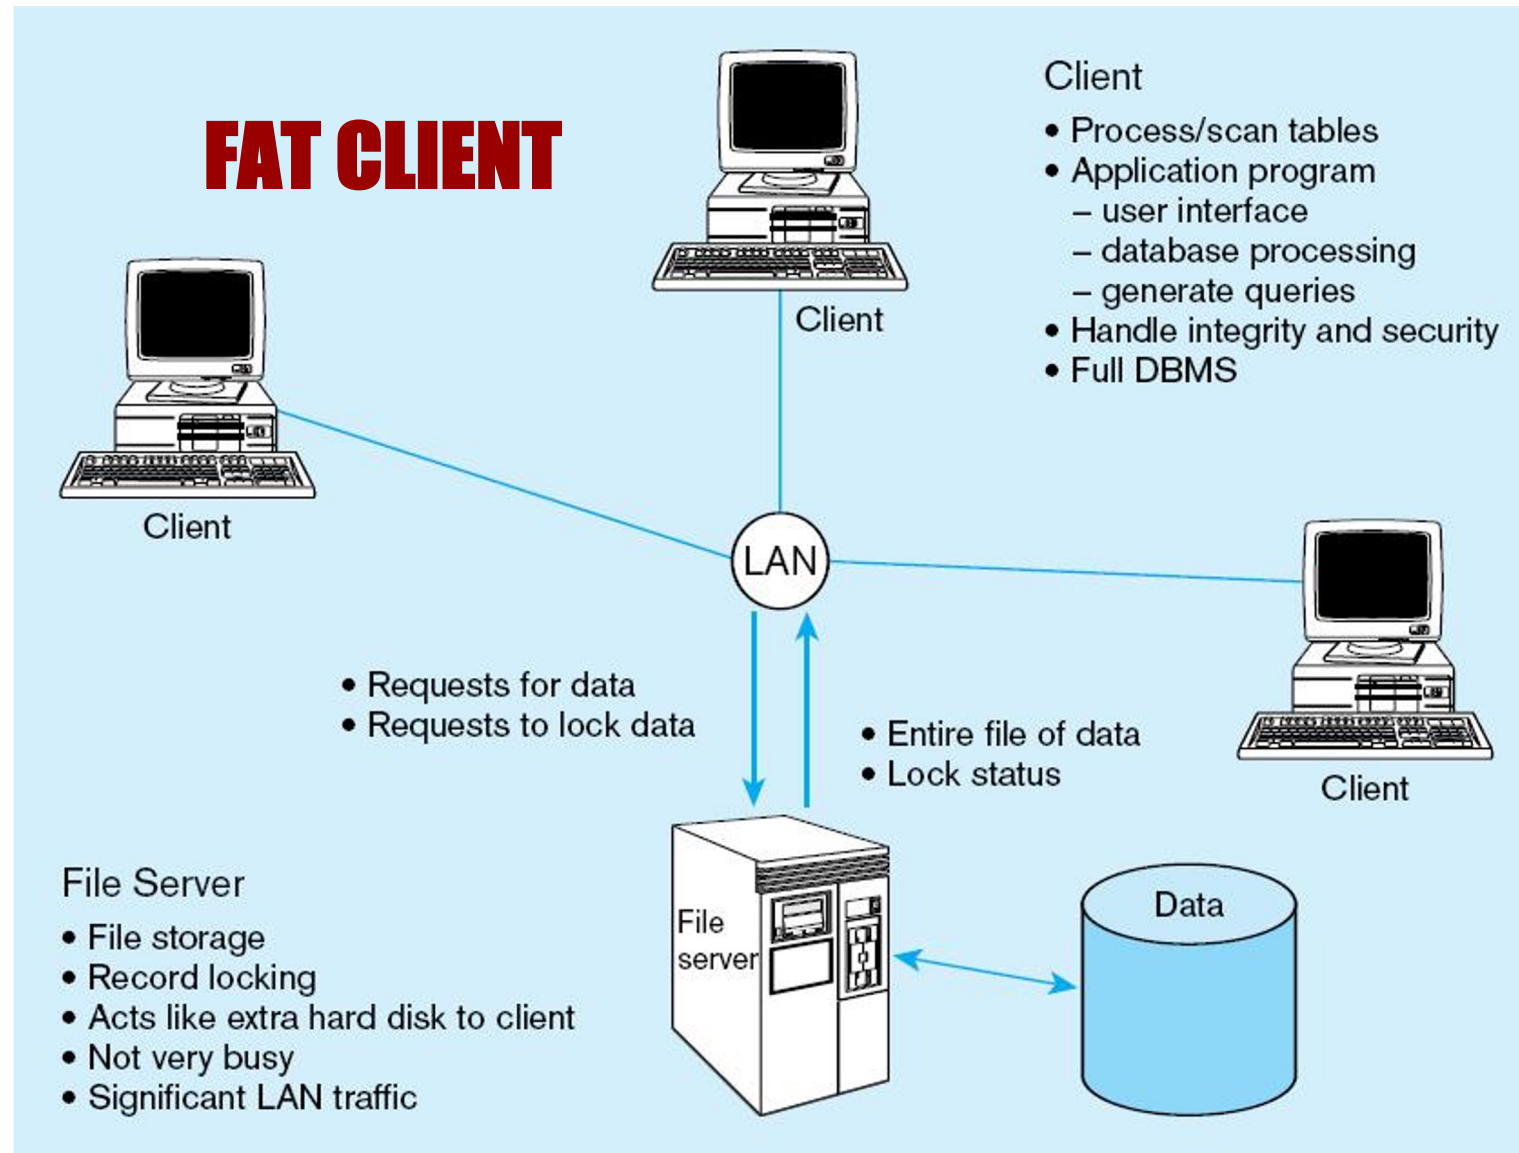 FAT CLIENT
Client
• Process/scan tables
• Application program
– user interface
– database processing
– generate queries
• Handle integrity and security
• Full DBMS
Client
Client
LAN
Client
• Requests for data
• Requests to lock data
• Entire file of data
• Lock status
File Server
• File storage
• Record locking
• Acts like extra hard disk to client
• Not very busy
• Significant LAN traffic
File
server
Data